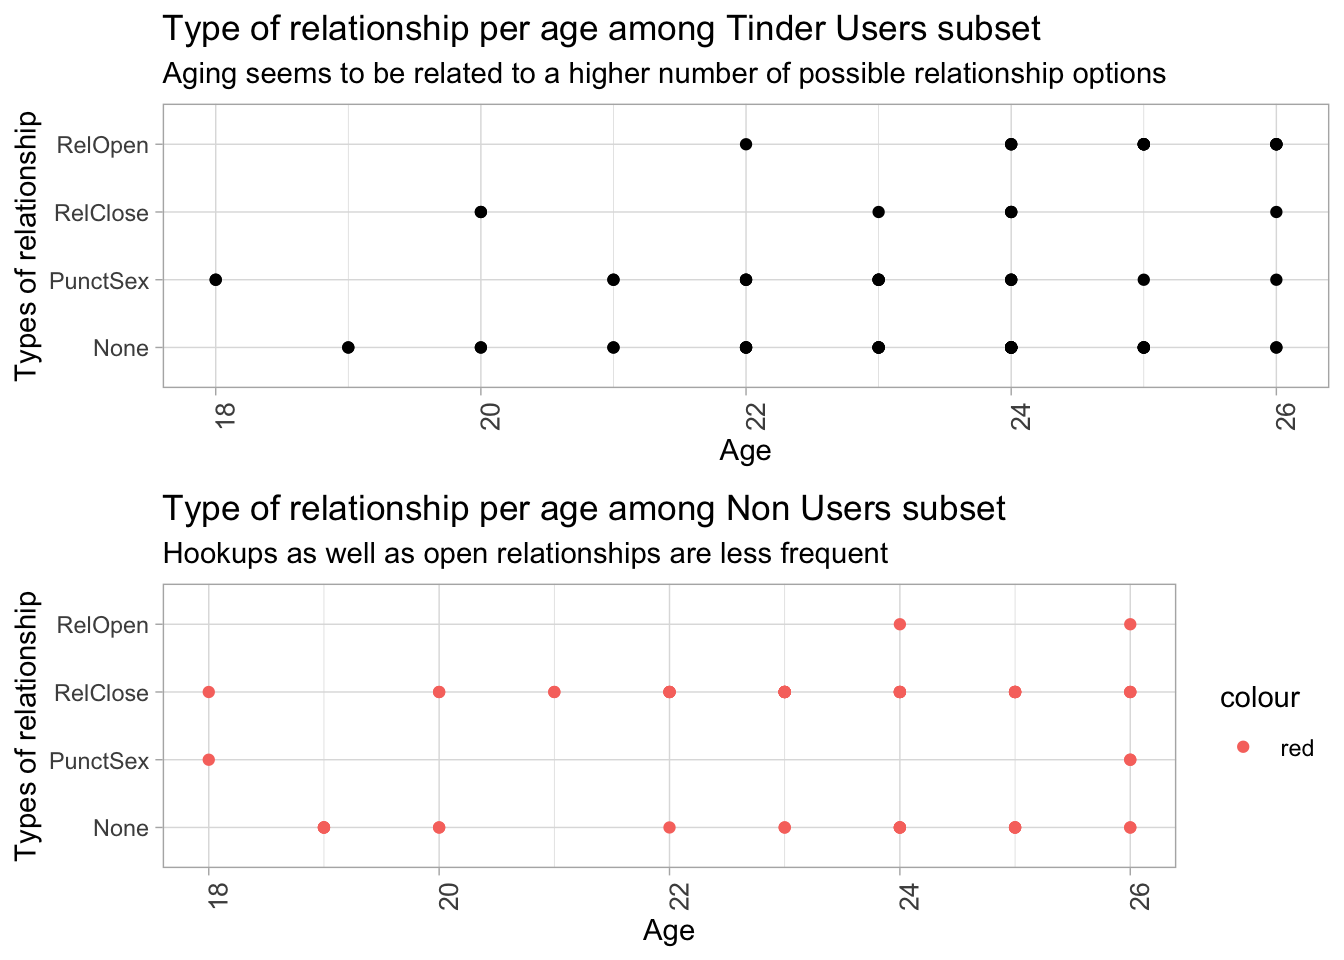 Type of relationship per age among Tinder Users subset
Aging seems to be related to a higher number of possible relationship options
Types of relationship
RelOpen
RelClose
PunctSex
None
18
20
22
24
26
Age
Type of relationship per age among Non Users subset
Hookups as well as open relationships are less frequent
Types of relationship
RelOpen
RelClose
PunctSex
None
18
20
22
24
26
Age
colour
red